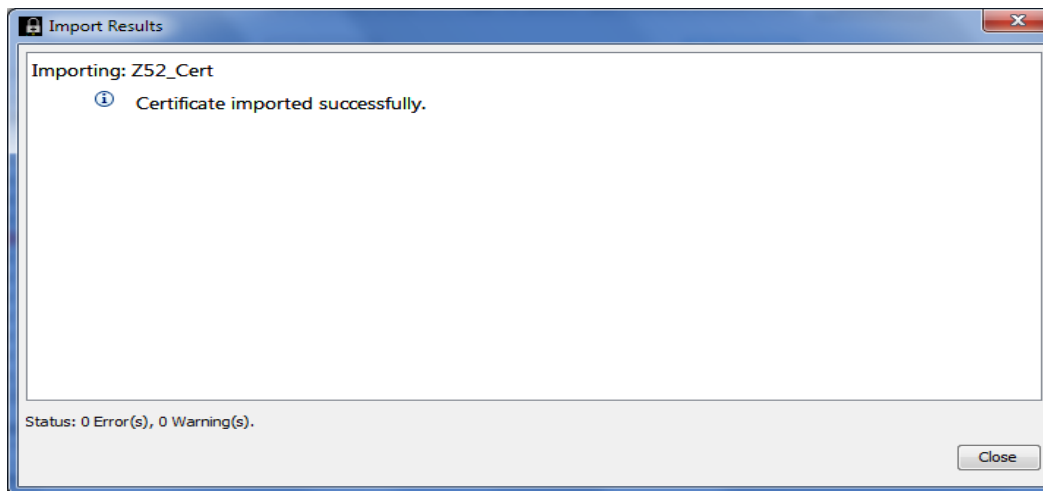 Import Results
Importing: Z52_Cert
Certificate imported successfully.
Status: 0 Error(s), 0 Warning(s).
Close